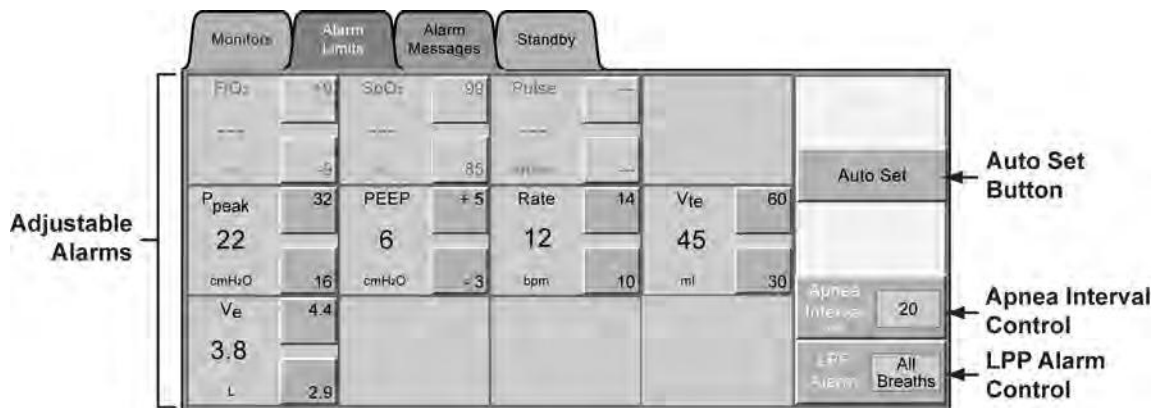 Monitors
Alarm
Limits
Alarm
Messages
Standby
FiO₂
+9
---
-9
SpO₂
99
---
85
Pulse
---
---
---
Auto Set
Auto Set
Button
Adjustable
Alarms
Ppeak
32
22
cmH₂O
16
PEEP
+ 5
6
cmH₂O
- 3
Rate
14
12
bpm
10
Vte
60
45
ml
30
Apnea
Interval
20
Apnea Interval
Control
Ve
4.4
3.8
L
2.9
LPP
Alarm
All
Breaths
LPP Alarm
Control